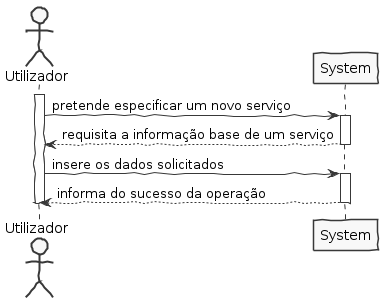 Utilizador
System
pretende especificar um novo serviço
requisita a informação base de um serviço
insere os dados solicitados
informa do sucesso da operação
Utilizador
System